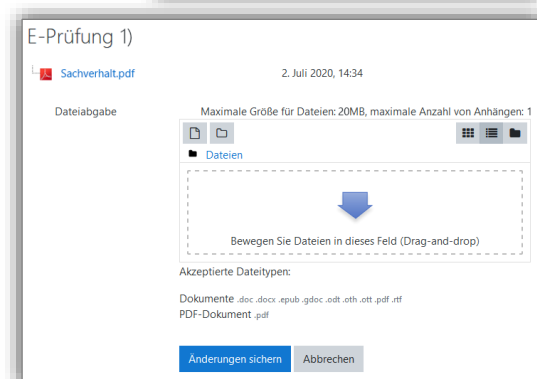 E-Prüfung 1)
Sachverhalt.pdf 2. Juli 2020, 14:34
Dateiabgabe Maximale Größe für Dateien: 20MB, maximale Anzahl von Anhängen: 1
Dateien
Bewegen Sie Dateien in dieses Feld (Drag-and-drop)
Akzeptierte Dateitypen:
Dokumente .doc .docx .epub .gdoc .odt .oth .ott .pdf .rtf
PDF-Dokument .pdf
Änderungen sichern Abbrechen